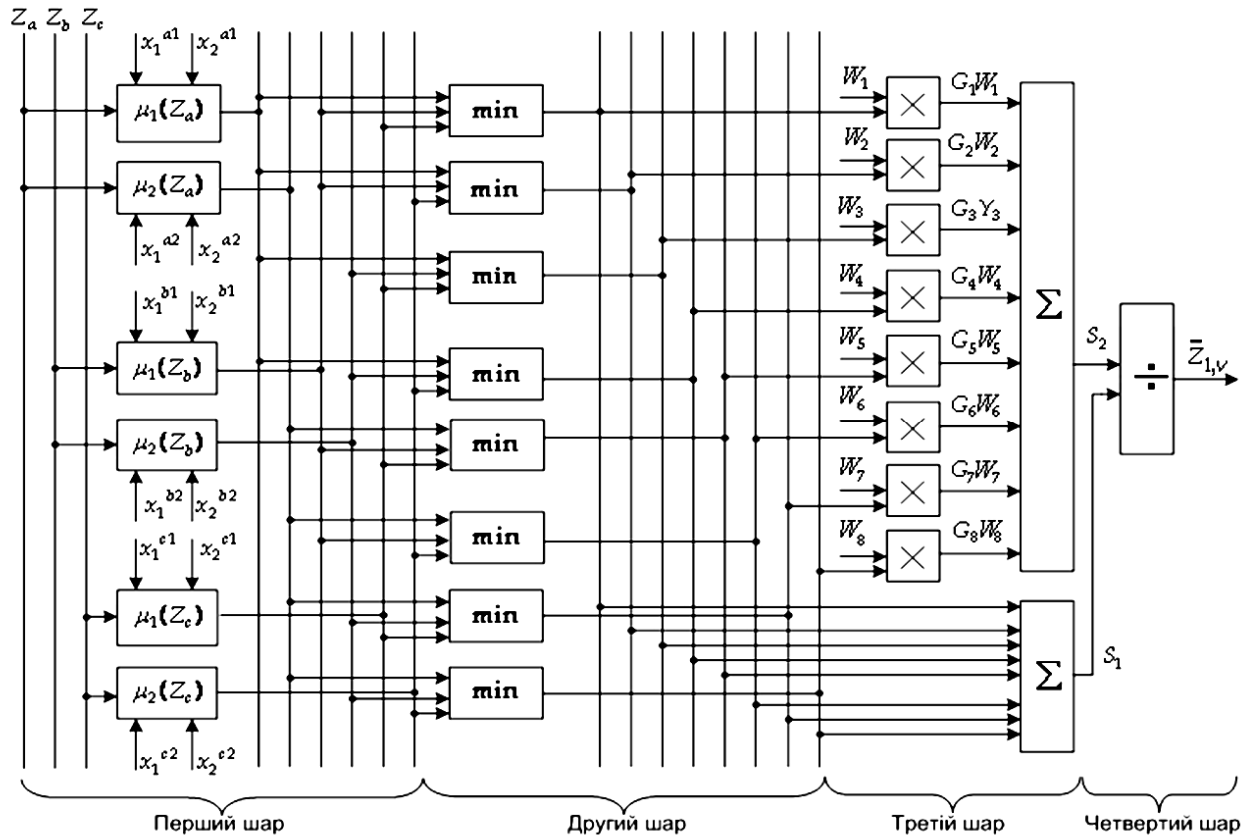 Z_a Z_b Z_c
x_1^{a1} x_2^{a1}
μ_1(Z_a)
μ_2(Z_a)
x_1^{a2} x_2^{a2}
x_1^{b1} x_2^{b1}
μ_1(Z_b)
μ_2(Z_b)
x_1^{b2} x_2^{b2}
x_1^{c1} x_2^{c1}
μ_1(Z_c)
μ_2(Z_c)
x_1^{c2} x_2^{c2}
min
min
min
min
min
min
min
min
W_1 × G_1W_1
W_2 × G_2W_2
W_3 × G_3Y_3
W_4 × G_4W_4
W_5 × G_5W_5
W_6 × G_6W_6
W_7 × G_7W_7
W_8 × G_8W_8
Σ
Σ
S_2
S_1
÷
Z̄_{1,v}
Перший шар Другий шар Третій шар Четвертий шар